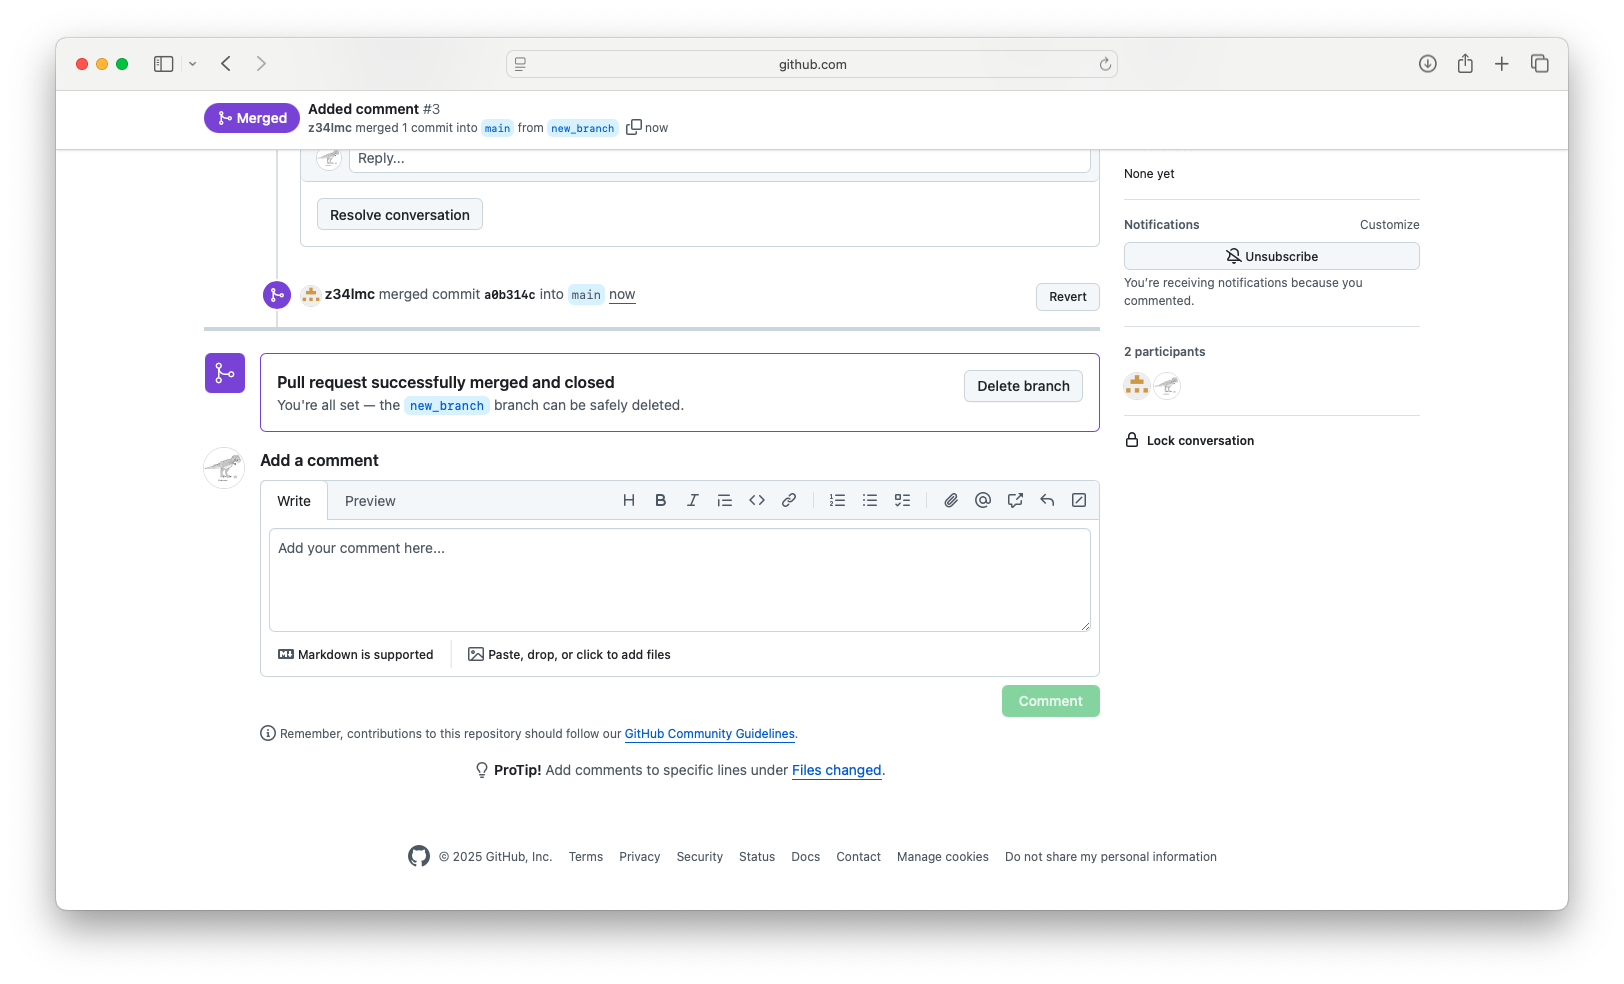 github.com
Merged
Added comment #3
z34lmc merged 1 commit into main from new_branch now
Reply...
Resolve conversation
z34lmc merged commit a0b314c into main now
Revert
Pull request successfully merged and closed
You're all set — the new_branch branch can be safely deleted.
Delete branch
Add a comment
Write Preview
Add your comment here...
Markdown is supported
Paste, drop, or click to add files
Comment
Remember, contributions to this repository should follow our GitHub Community Guidelines.
ProTip! Add comments to specific lines under Files changed.
None yet
Notifications Customize
Unsubscribe
You're receiving notifications because you
commented.
2 participants
Lock conversation
© 2025 GitHub, Inc. Terms Privacy Security Status Docs Contact Manage cookies Do not share my personal information